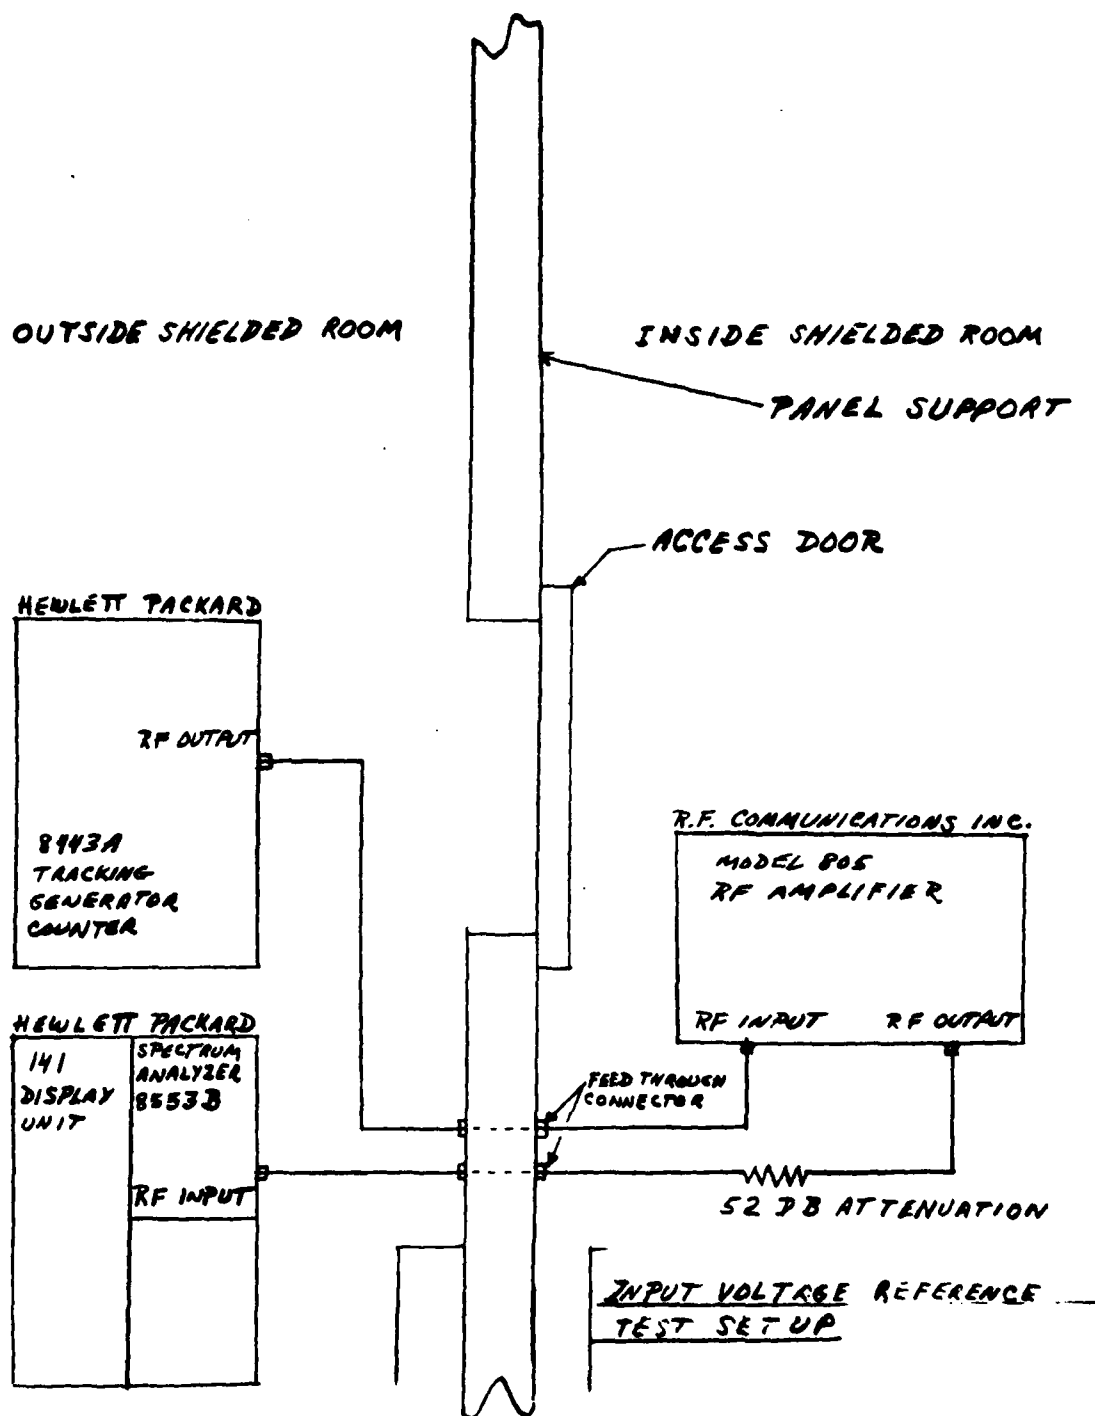 OUTSIDE SHIELDED ROOM
INSIDE SHIELDED ROOM
PANEL SUPPORT
ACCESS DOOR
HEWLETT PACKARD
RF OUTPUT
8443A
TRACKING
GENERATOR
COUNTER
R.F. COMMUNICATIONS INC.
MODEL 805
RF AMPLIFIER
RF INPUT
RF OUTPUT
HEWLETT PACKARD
141
DISPLAY
UNIT
SPECTRUM
ANALYZER
8553B
RF INPUT
FEED THROUGH
CONNECTOR
52 DB ATTENUATION
INPUT VOLTAGE REFERENCE
TEST SET UP